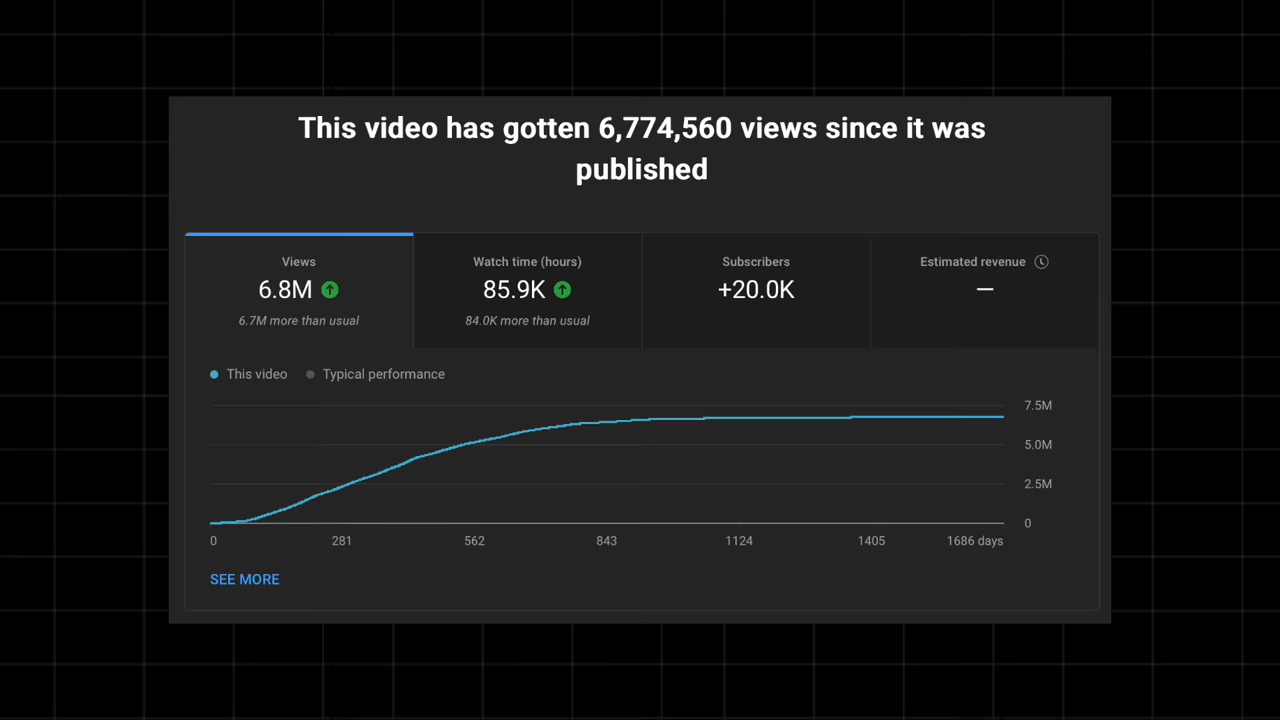 This video has gotten 6,774,560 views since it was
published
Views
6.8M
6.7M more than usual
Watch time (hours)
85.9K
84.0K more than usual
Subscribers
+20.0K
Estimated revenue
—
This video
Typical performance
7.5M
5.0M
2.5M
0
0 281 562 843 1124 1405 1686 days
SEE MORE